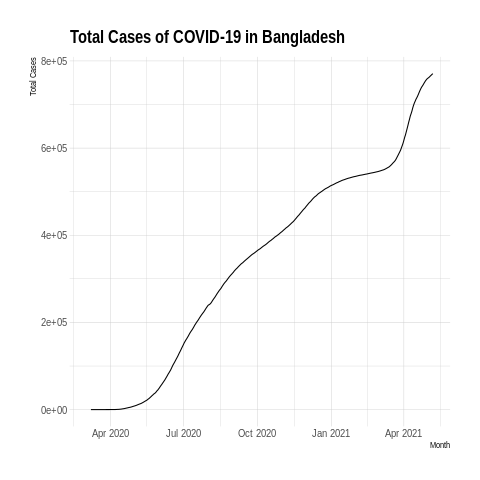 Total Cases of COVID-19 in Bangladesh
Total Cases
8e+05
6e+05
4e+05
2e+05
0e+00
Apr 2020 Jul 2020 Oct 2020 Jan 2021 Apr 2021
Month